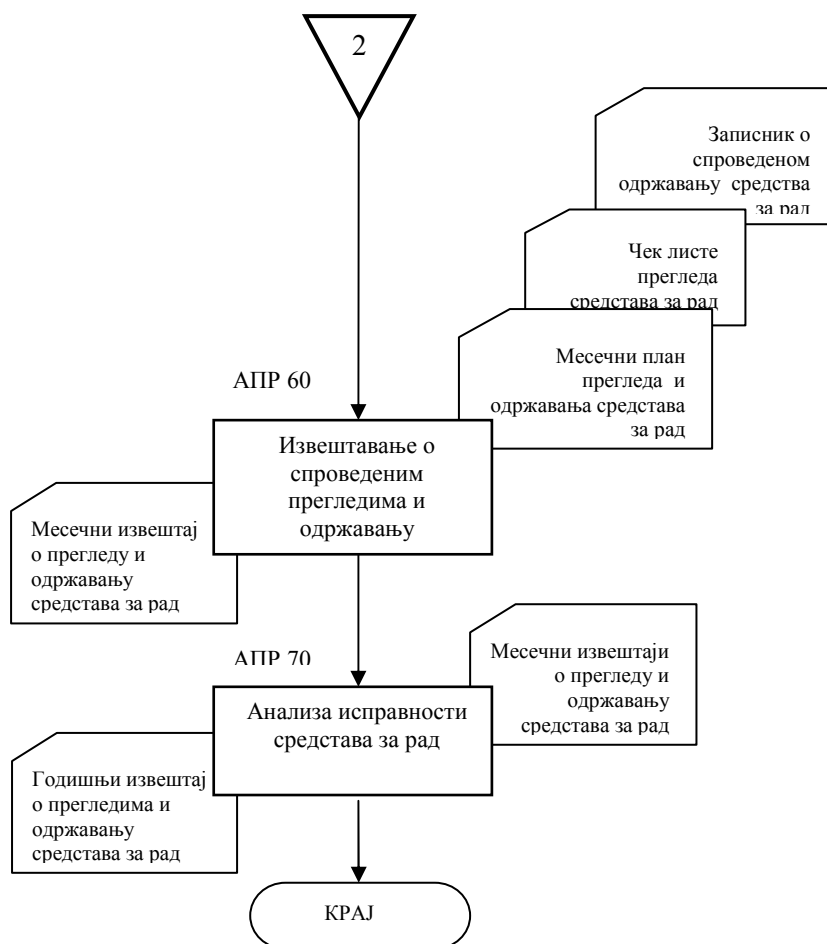 2
Записник о
спроведеном
одржавању средства
за рад
Чек листе
прегледа
средстава за рад
Месечни план
прегледа и
одржавања средстава
за рад
АПР 60
Извештавање о
спроведеним
прегледима и
одржавању
Месечни извештај
о прегледу и
одржавању
средстава за рад
АПР 70
Месечни извештаји
о прегледу и
одржавању
средстава за рад
Анализа исправности
средстава за рад
Годишњи извештај
о прегледима и
одржавању
средстава за рад
КРАЈ